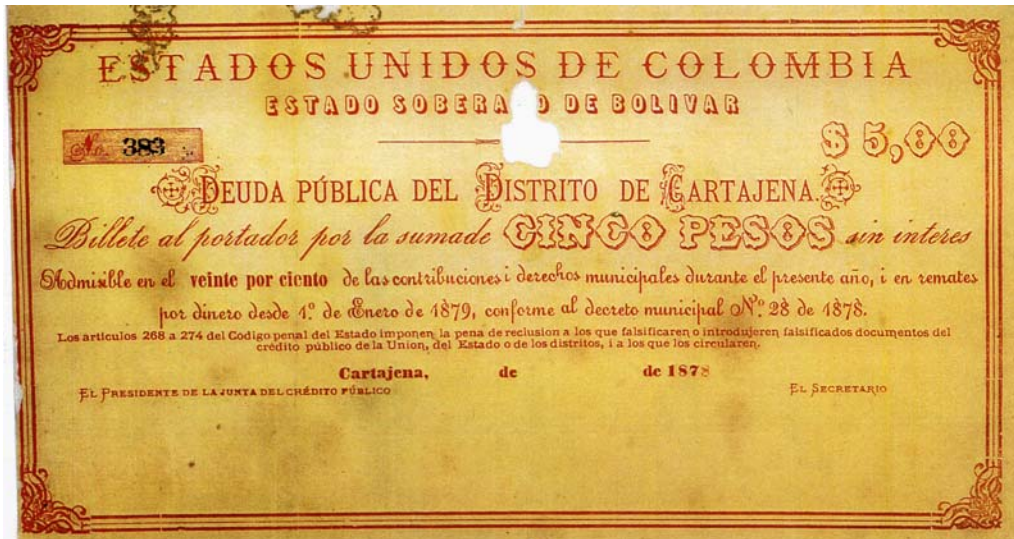 ESTADOS UNIDOS DE COLOMBIA
ESTADO SOBERA O DE BOLIVAR
No. 383
$ 5,00
DEUDA PÚBLICA DEL DISTRITO DE CARTAJENA.
Billete al portador por la suma de CINCO PESOS sin interes
Admisible en el veinte por ciento de las contribuciones i derechos municipales durante el presente año, i en remates
por dinero desde 1.º de Enero de 1879, conforme al decreto municipal N.º 28 de 1878.
Los artículos 268 a 274 del Codigo penal del Estado imponen la pena de reclusion a los que falsificaren o introdujeren falsificados documentos del
crédito público de la Union, del Estado o de los distritos, i a los que los circularen.
Cartajena, de de 1878
EL PRESIDENTE DE LA JUNTA DEL CRÉDITO PÚBLICO
EL SECRETARIO